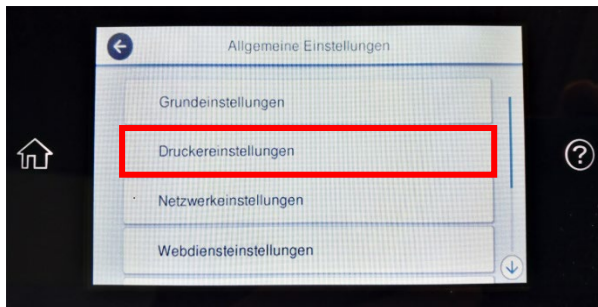 Allgemeine Einstellungen
Grundeinstellungen
Druckereinstellungen
Netzwerkeinstellungen
Webdiensteinstellungen
?